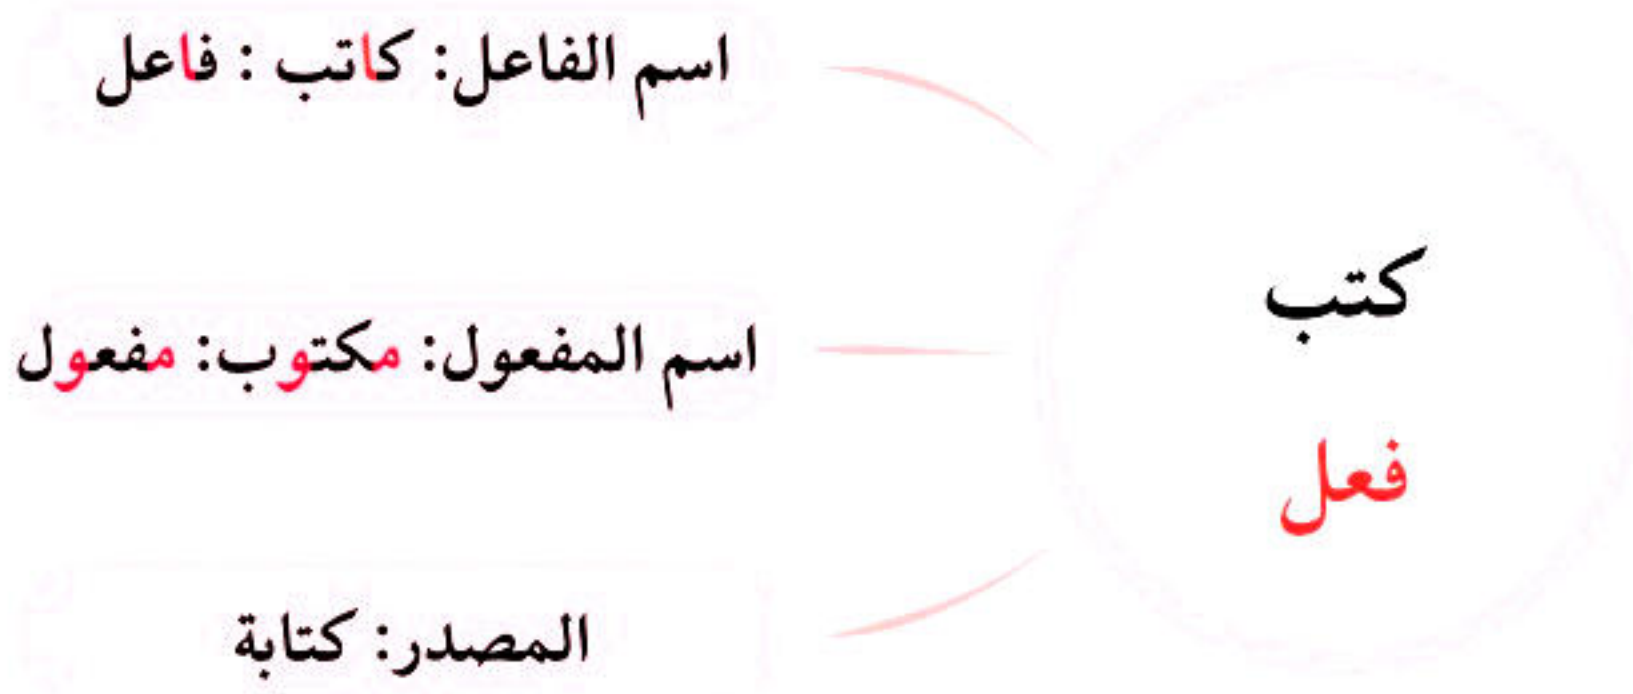 اسم الفاعل: كاتب : فاعل
كتب
اسم المفعول: مكتوب: مفعول
فعل
المصدر: كتابة